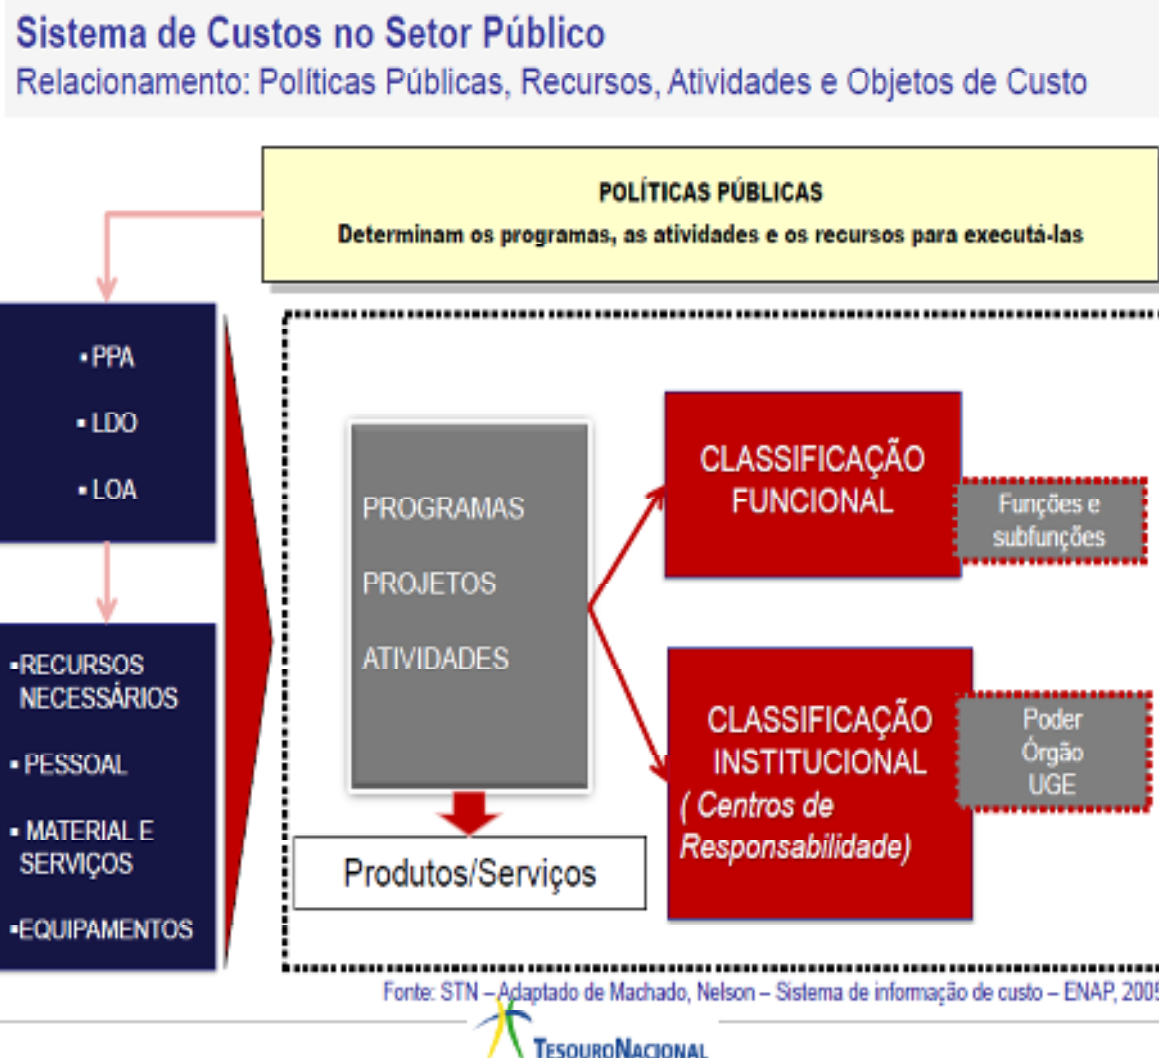 Sistema de Custos no Setor Público
Relacionamento: Políticas Públicas, Recursos, Atividades e Objetos de Custo
POLÍTICAS PÚBLICAS
Determinam os programas, as atividades e os recursos para executá-las
▪PPA
▪LDO
▪LOA
▪RECURSOS
NECESSÁRIOS
▪PESSOAL
▪MATERIAL E
SERVIÇOS
▪EQUIPAMENTOS
PROGRAMAS
PROJETOS
ATIVIDADES
Produtos/Serviços
CLASSIFICAÇÃO
FUNCIONAL
Funções e
subfunções
CLASSIFICAÇÃO
INSTITUCIONAL
( Centros de
Responsabilidade)
Poder
Órgão
UGE
Fonte: STN – Adaptado de Machado, Nelson – Sistema de informação de custo – ENAP, 2005
TESOURONACIONAL